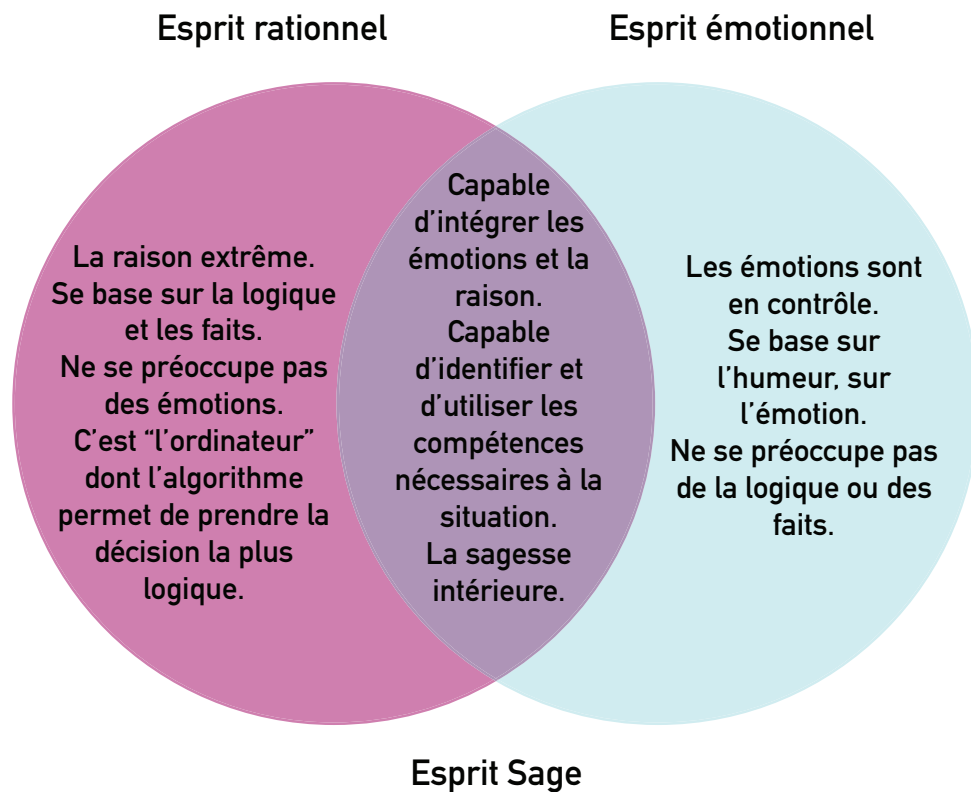 Esprit rationnel
Esprit émotionnel
La raison extrême.
Se base sur la logique
et les faits.
Ne se préoccupe pas
des émotions.
C’est “l’ordinateur”
dont l’algorithme
permet de prendre la
décision la plus
logique.
Capable
d’intégrer les
émotions et la
raison.
Capable
d’identifier et
d’utiliser les
compétences
nécessaires à la
situation.
La sagesse
intérieure.
Les émotions sont
en contrôle.
Se base sur
l’humeur, sur
l’émotion.
Ne se préoccupe pas
de la logique ou des
faits.
Esprit Sage